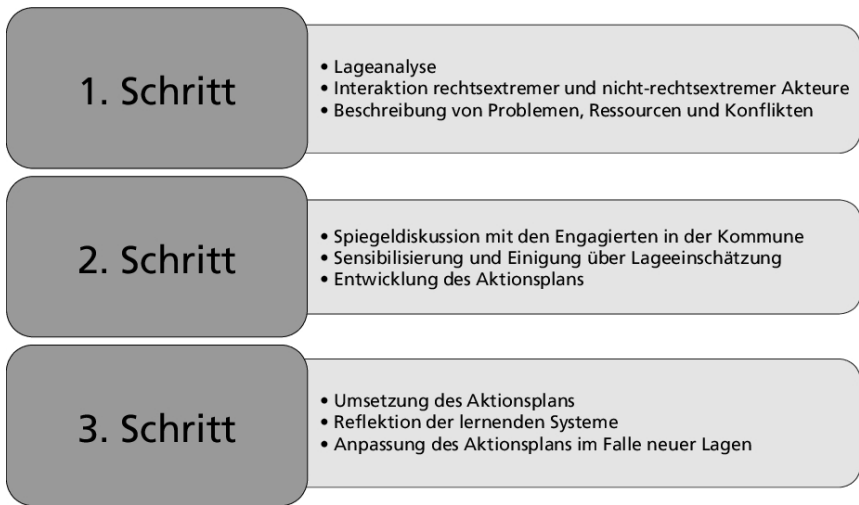 1. Schritt
• Lageanalyse
• Interaktion rechtsextremer und nicht-rechtsextremer Akteure
• Beschreibung von Problemen, Ressourcen und Konflikten
2. Schritt
• Spiegeldiskussion mit den Engagierten in der Kommune
• Sensibilisierung und Einigung über Lageeinschätzung
• Entwicklung des Aktionsplans
3. Schritt
• Umsetzung des Aktionsplans
• Reflektion der lernenden Systeme
• Anpassung des Aktionsplans im Falle neuer Lagen